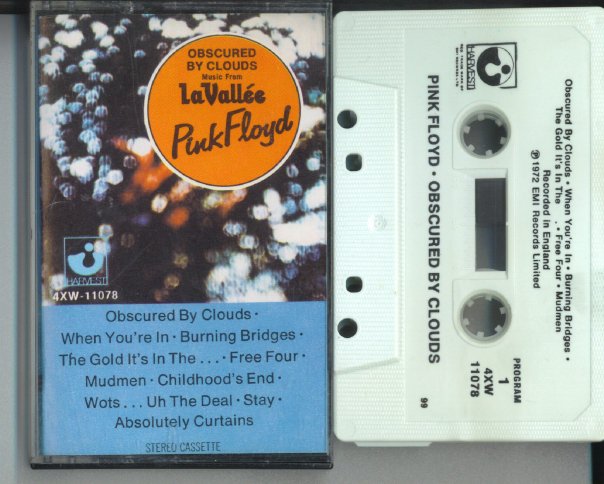 OBSCURED
BY CLOUDS
Music From
La Vallée
Pink Floyd
HARVEST
4XW-11078
Obscured By Clouds ·
When You're In · Burning Bridges ·
The Gold It's In The . . . · Free Four ·
Mudmen · Childhood's End ·
Wots . . . Uh The Deal · Stay ·
Absolutely Curtains
STEREO CASSETTE
HARVEST
PINK FLOYD · OBSCURED BY CLOUDS
Obscured By Clouds · When You're In · Burning Bridges ·
The Gold It's In The . . · Free Four · Mudmen
Recorded in England
℗ 1972 EMI Records Limited
PROGRAM
1
4XW
11078
99